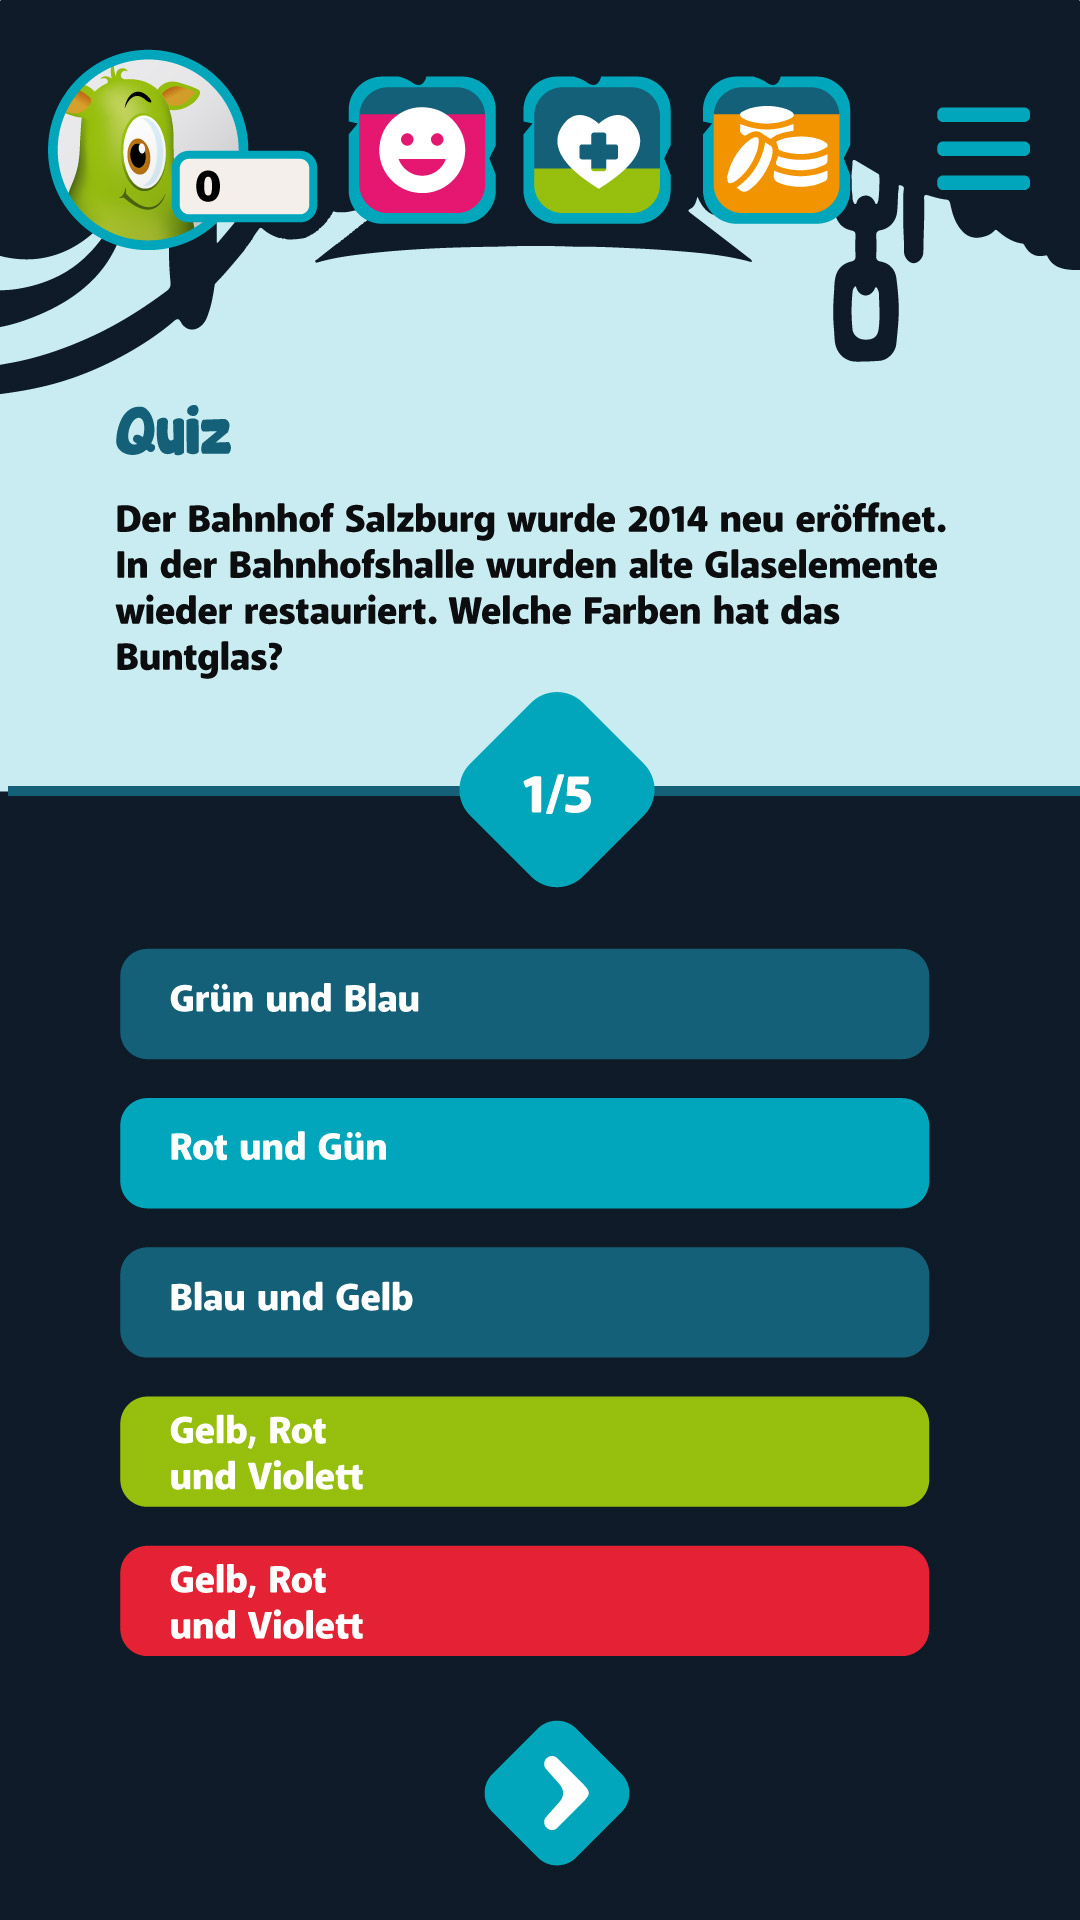 0
Quiz
Der Bahnhof Salzburg wurde 2014 neu eröffnet.
In der Bahnhofshalle wurden alte Glaselemente
wieder restauriert. Welche Farben hat das
Buntglas?
1/5
Grün und Blau
Rot und Gün
Blau und Gelb
Gelb, Rot
und Violett
Gelb, Rot
und Violett